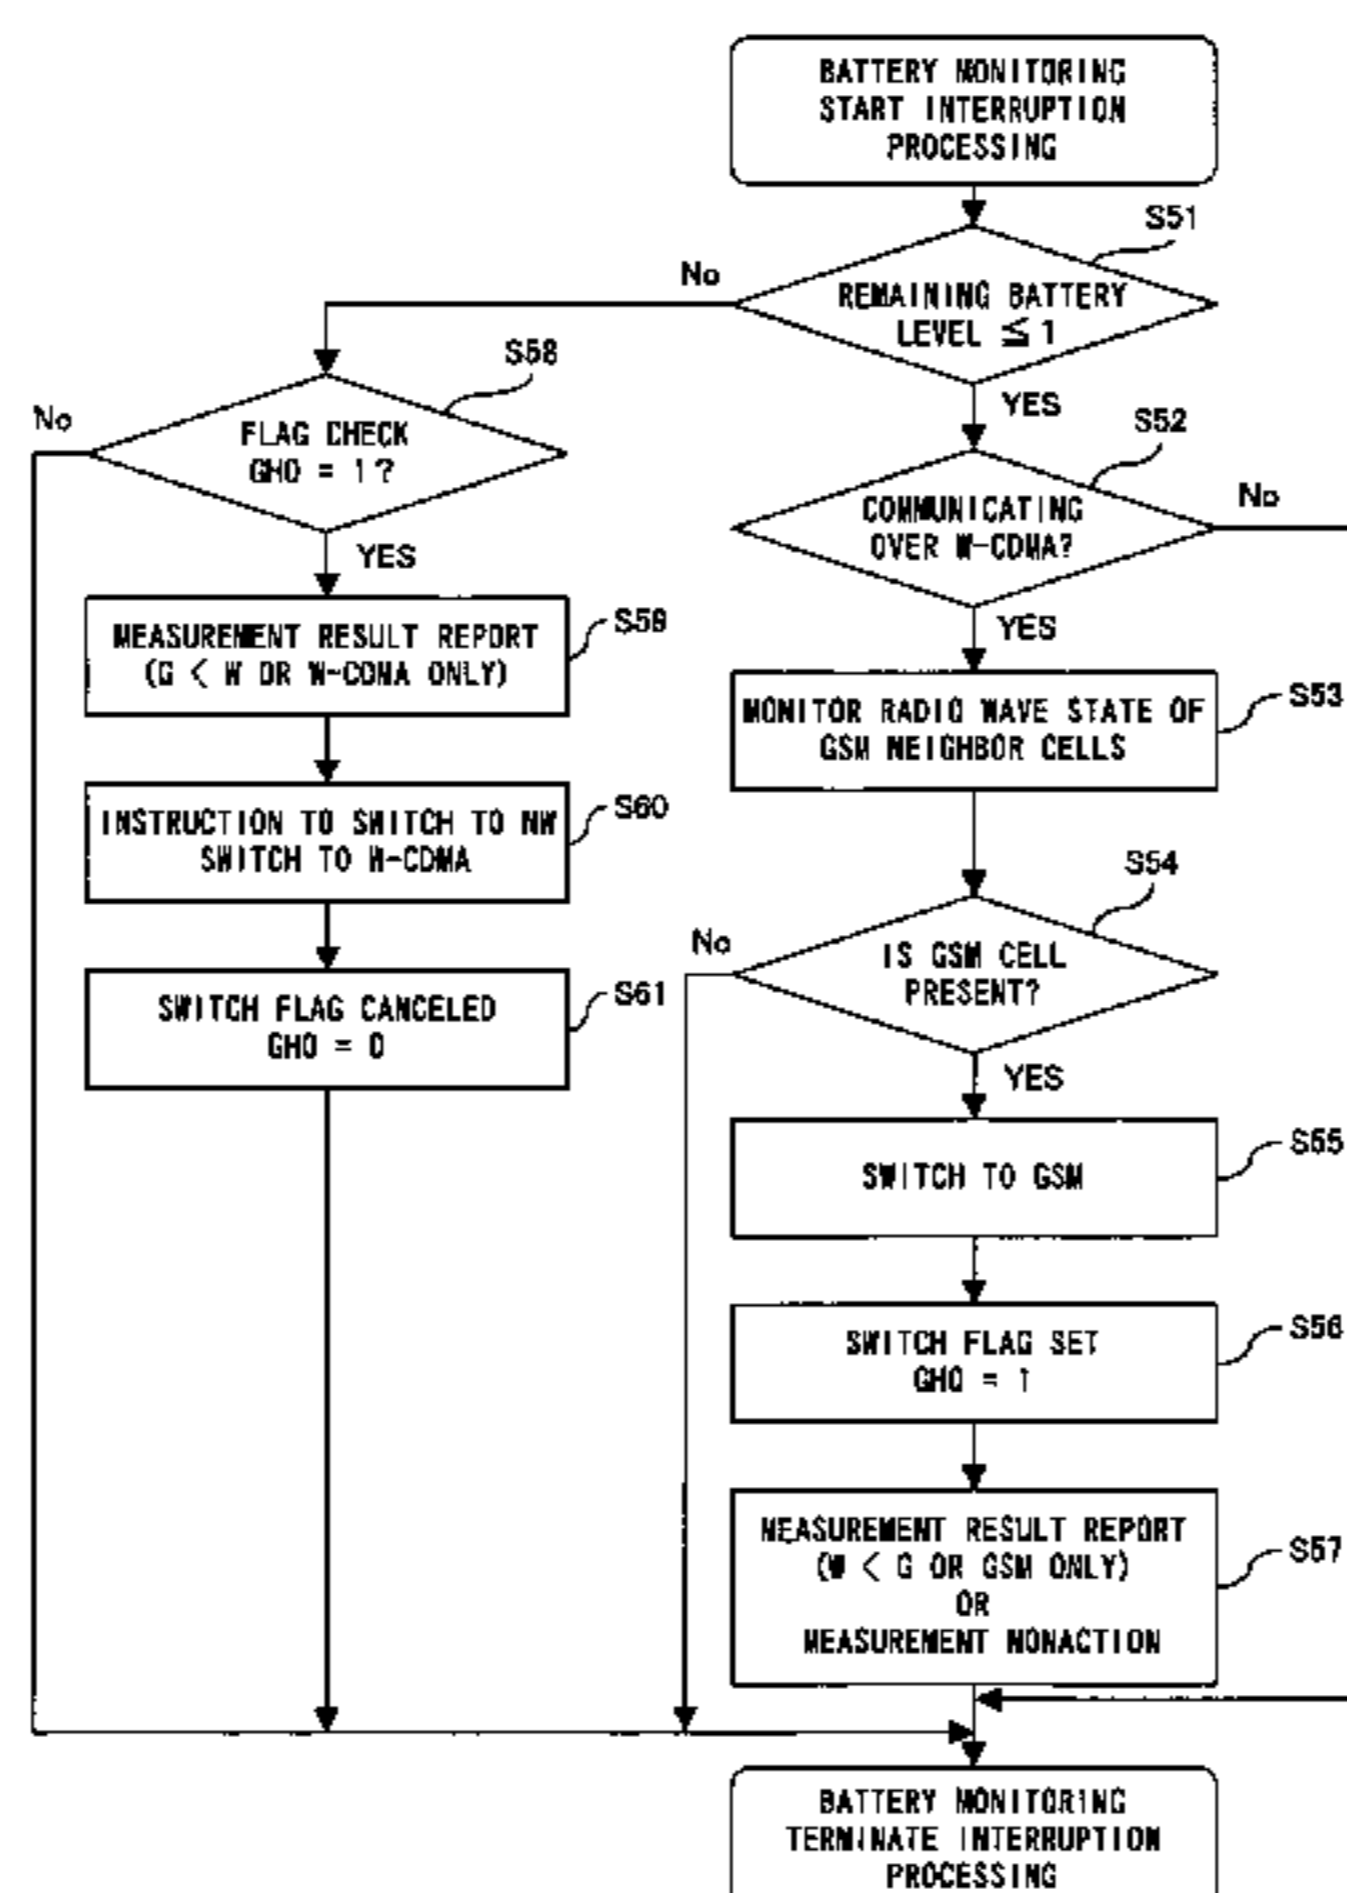 BATTERY MONITORING
START INTERRUPTION
PROCESSING
S51
No
REMAINING BATTERY
LEVEL ≦ 1
YES
S58
No
FLAG CHECK
GHO = 1?
YES
S52
COMMUNICATING
OVER W-CDMA?
No
YES
MEASUREMENT RESULT REPORT
(G < W OR W-CDMA ONLY)
S59
MONITOR RADIO WAVE STATE OF
GSM NEIGHBOR CELLS
S53
INSTRUCTION TO SWITCH TO NW
SWITCH TO W-CDMA
S60
S54
No
IS GSM CELL
PRESENT?
YES
SWITCH FLAG CANCELED
GHO = 0
S61
SWITCH TO GSM
S55
SWITCH FLAG SET
GHO = 1
S56
MEASUREMENT RESULT REPORT
(W < G OR GSM ONLY)
OR
MEASUREMENT NONACTION
S57
BATTERY MONITORING
TERMINATE INTERRUPTION
PROCESSING